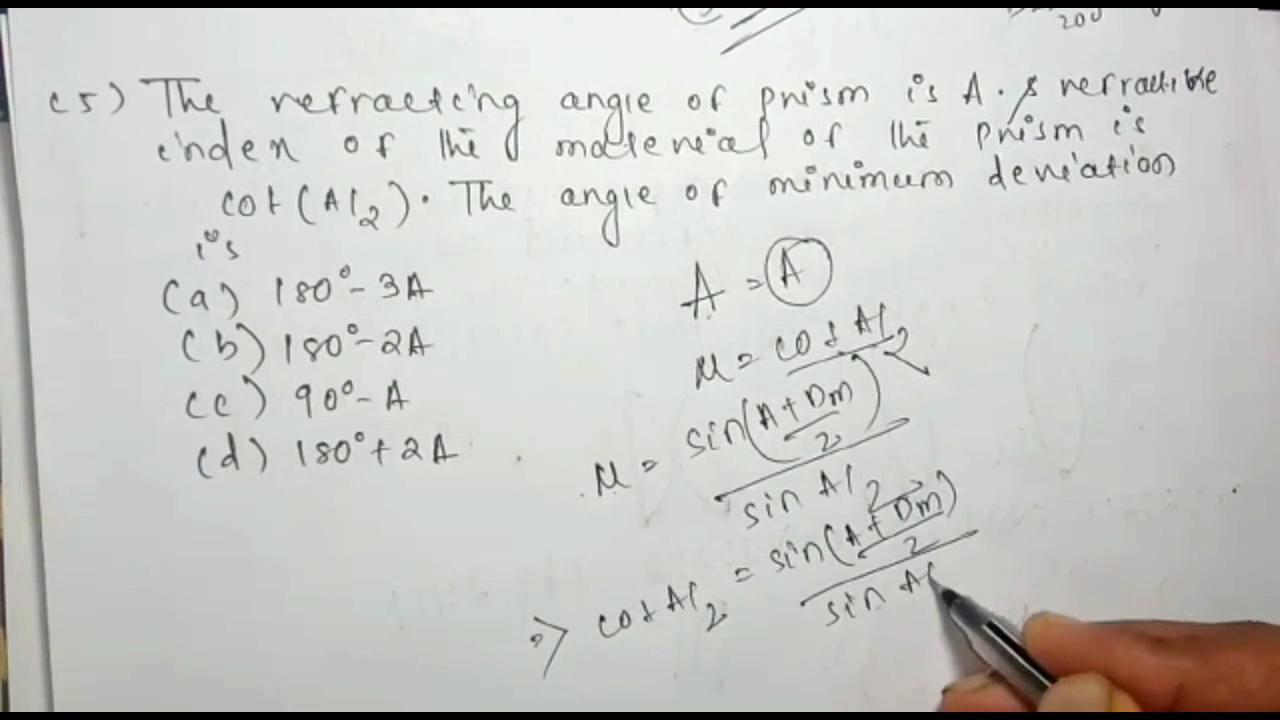 200
(5) The refracting angle of prism is A. & refractive
index of the material of the prism is
cot(A/2). The angle of minimum deviation
is
(a) 180°-3A
(b) 180°-2A
(c) 90°-A
(d) 180°+2A
A = A
μ = cot A/2
μ = sin(A+Dm/2)
sin A/2
=> cot A/2 = sin(A+Dm/2)
sin A/